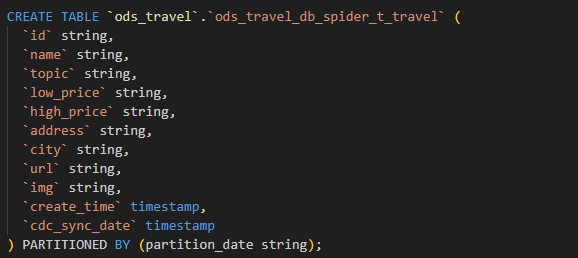 CREATE TABLE `ods_travel`.`ods_travel_db_spider_t_travel` (
`id` string,
`name` string,
`topic` string,
`low_price` string,
`high_price` string,
`address` string,
`city` string,
`url` string,
`img` string,
`create_time` timestamp,
`cdc_sync_date` timestamp
) PARTITIONED BY (partition_date string);